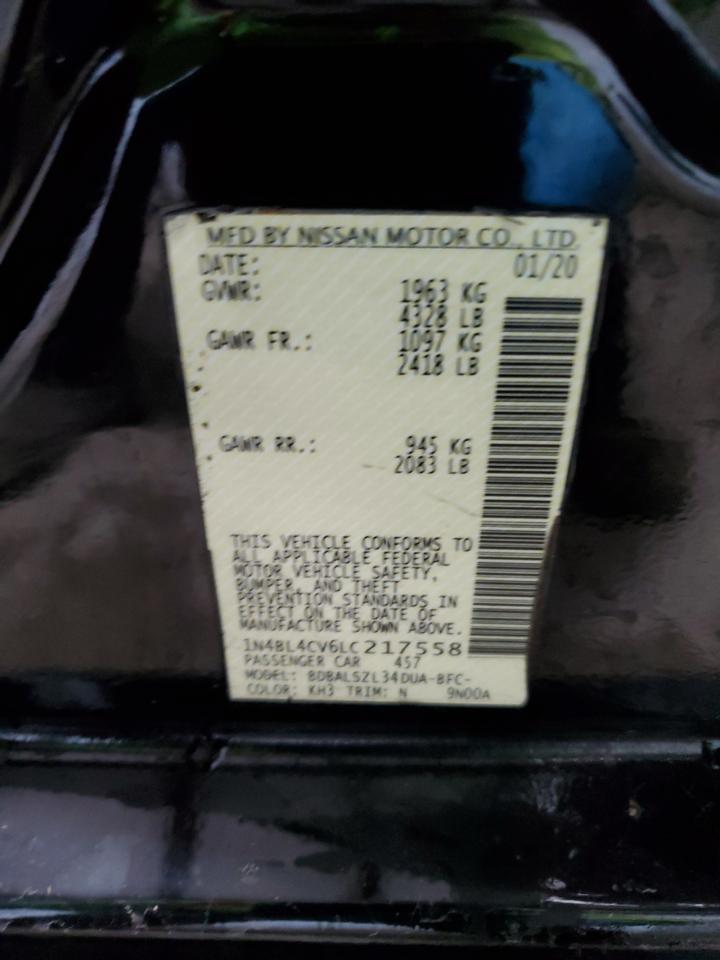 MFD BY NISSAN MOTOR CO., LTD.
DATE: 01/20
GVWR: 1963 KG
4328 LB
GAWR FR.: 1097 KG
2418 LB
GAWR RR.: 945 KG
2083 LB
THIS VEHICLE CONFORMS TO
ALL APPLICABLE FEDERAL
MOTOR VEHICLE SAFETY,
BUMPER, AND THEFT
PREVENTION STANDARDS IN
EFFECT ON THE DATE OF
MANUFACTURE SHOWN ABOVE.
1N4BL4CV6LC217558
PASSENGER CAR 457
MODEL: BDBALSZL34DUA-BFC-
COLOR: KH3 TRIM: N 9N00A